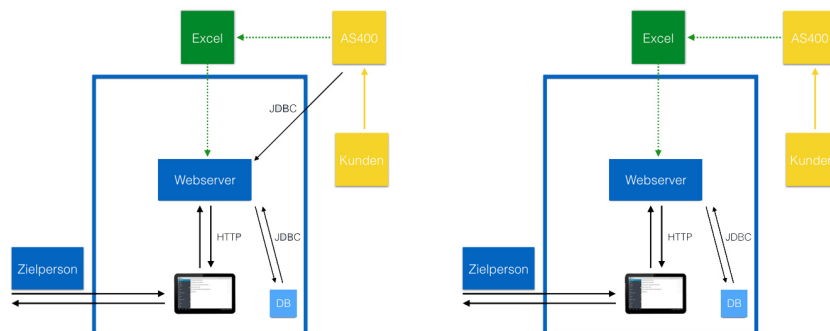 Excel
AS400
JDBC
Kunden
Webserver
HTTP
JDBC
Zielperson
DB
Excel
AS400
Kunden
Webserver
HTTP
JDBC
Zielperson
DB